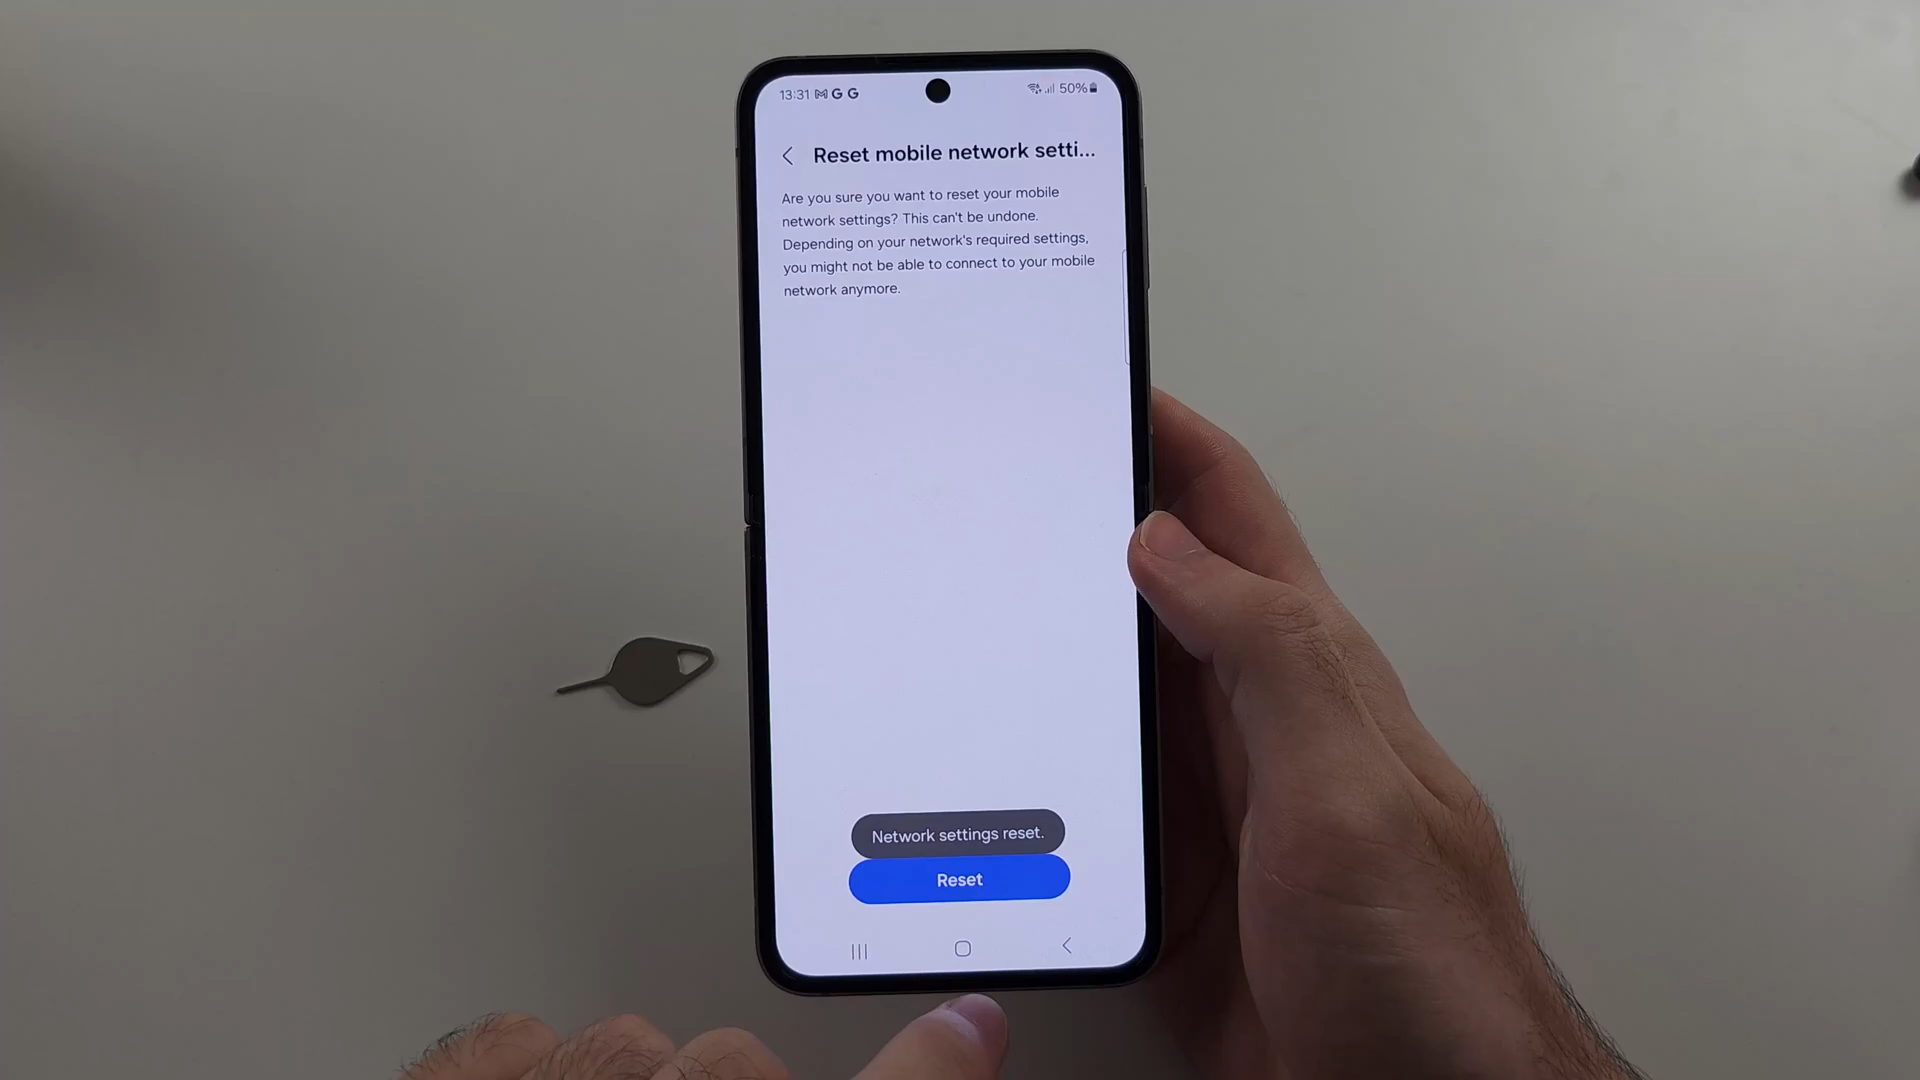 13:31 M G G 50%
Reset mobile network setti...
Are you sure you want to reset your mobile
network settings? This can't be undone.
Depending on your network's required settings,
you might not be able to connect to your mobile
network anymore.
Network settings reset.
Reset